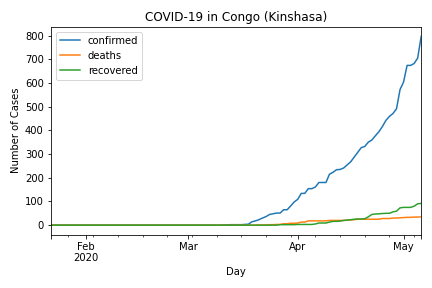 COVID-19 in Congo (Kinshasa)
confirmed
deaths
recovered
Number of Cases
800
700
600
500
400
300
200
100
0
Feb
2020
Mar
Apr
May
Day